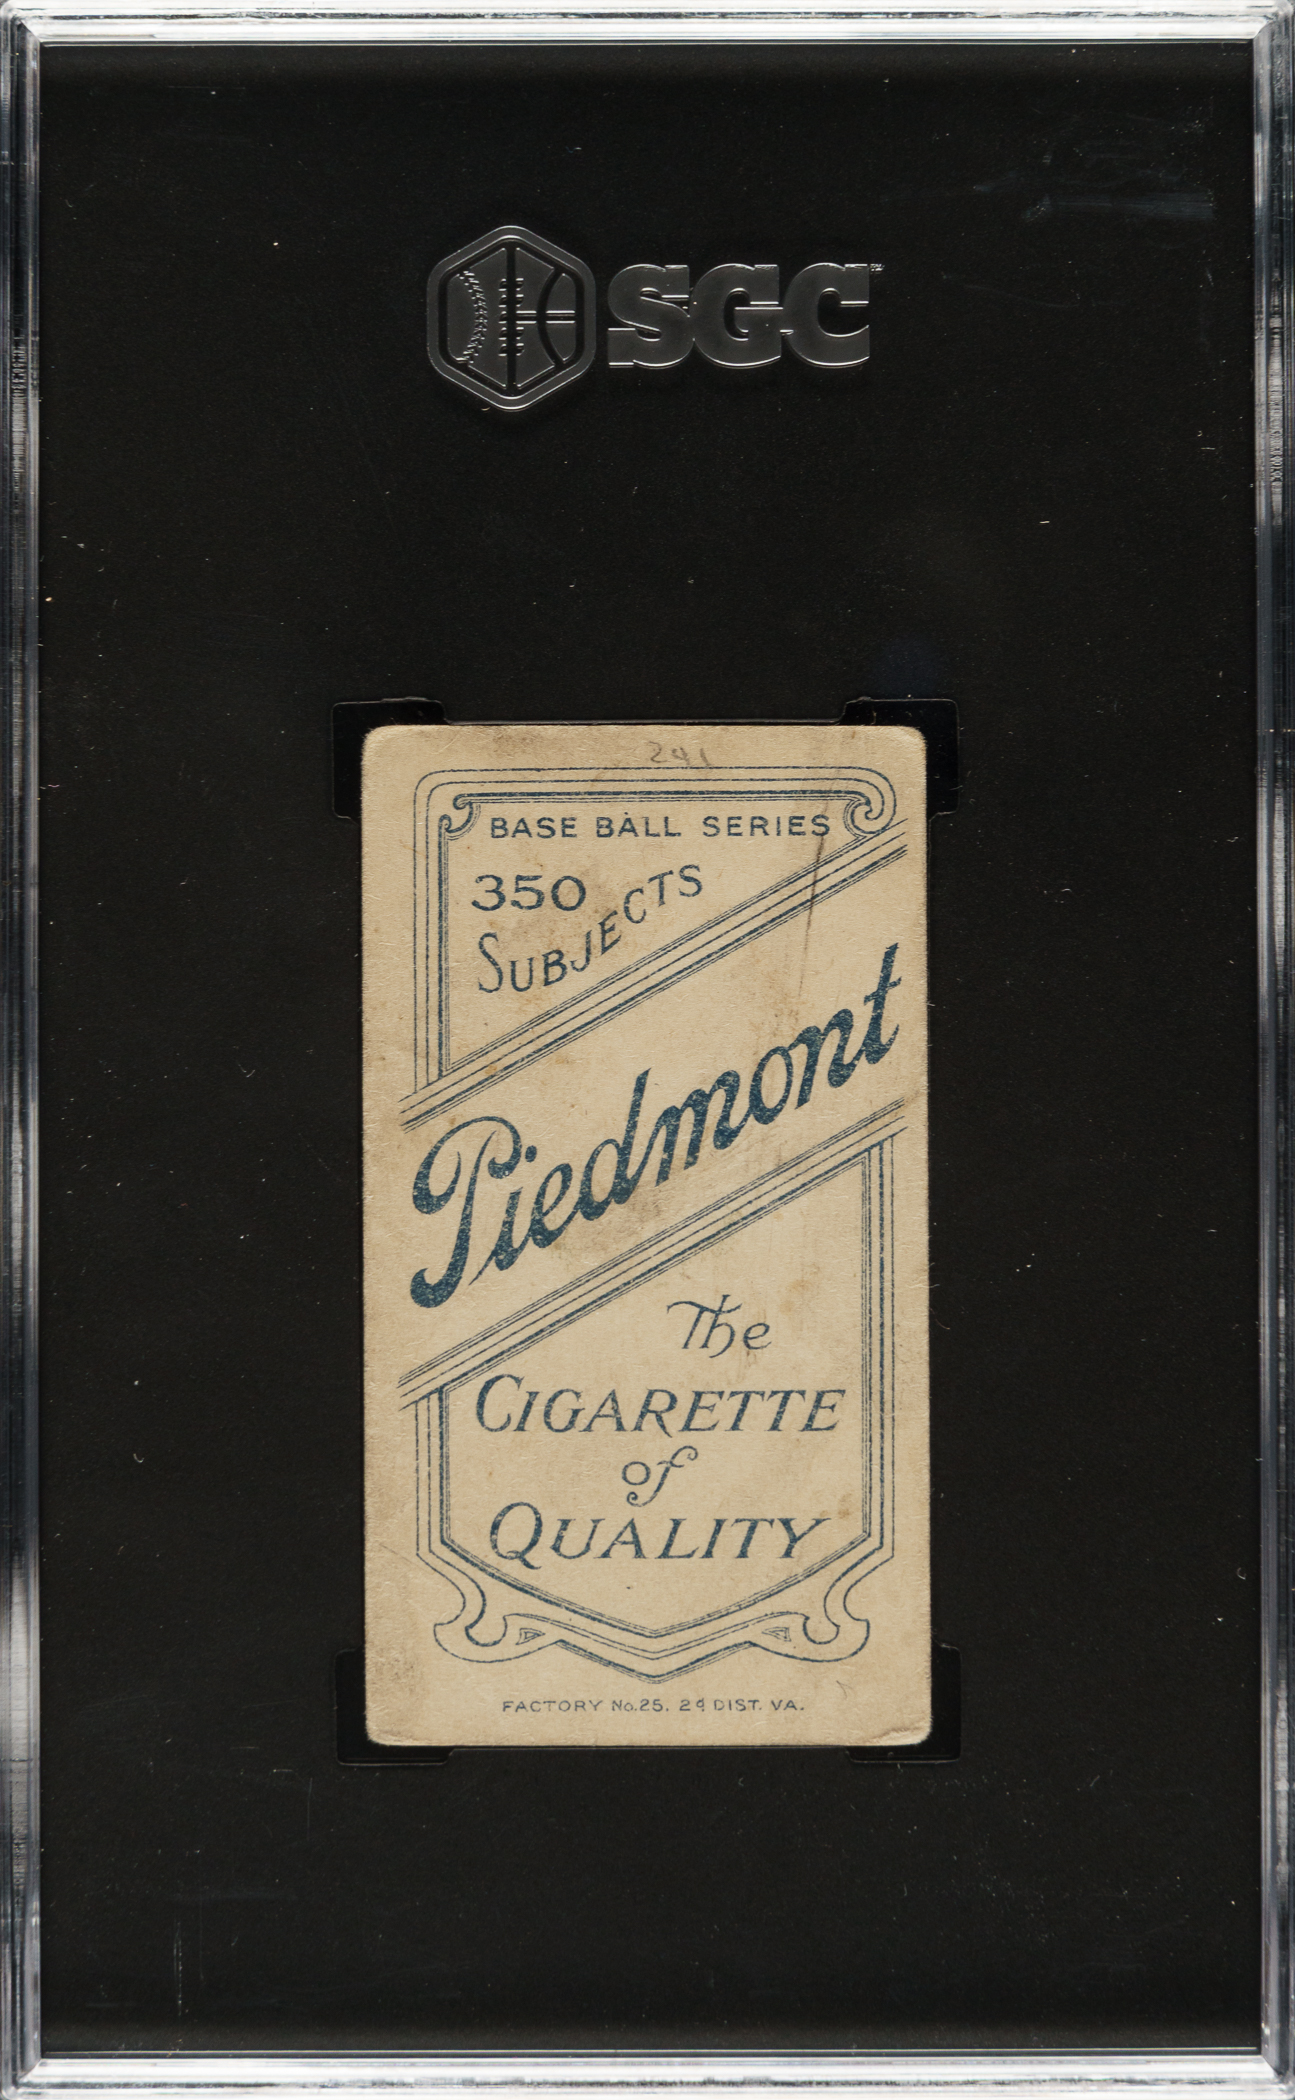 SGC
241
BASE BALL SERIES
350
SUBJECTS
Piedmont
The
CIGARETTE
of
QUALITY
FACTORY No.25. 2d DIST. VA.